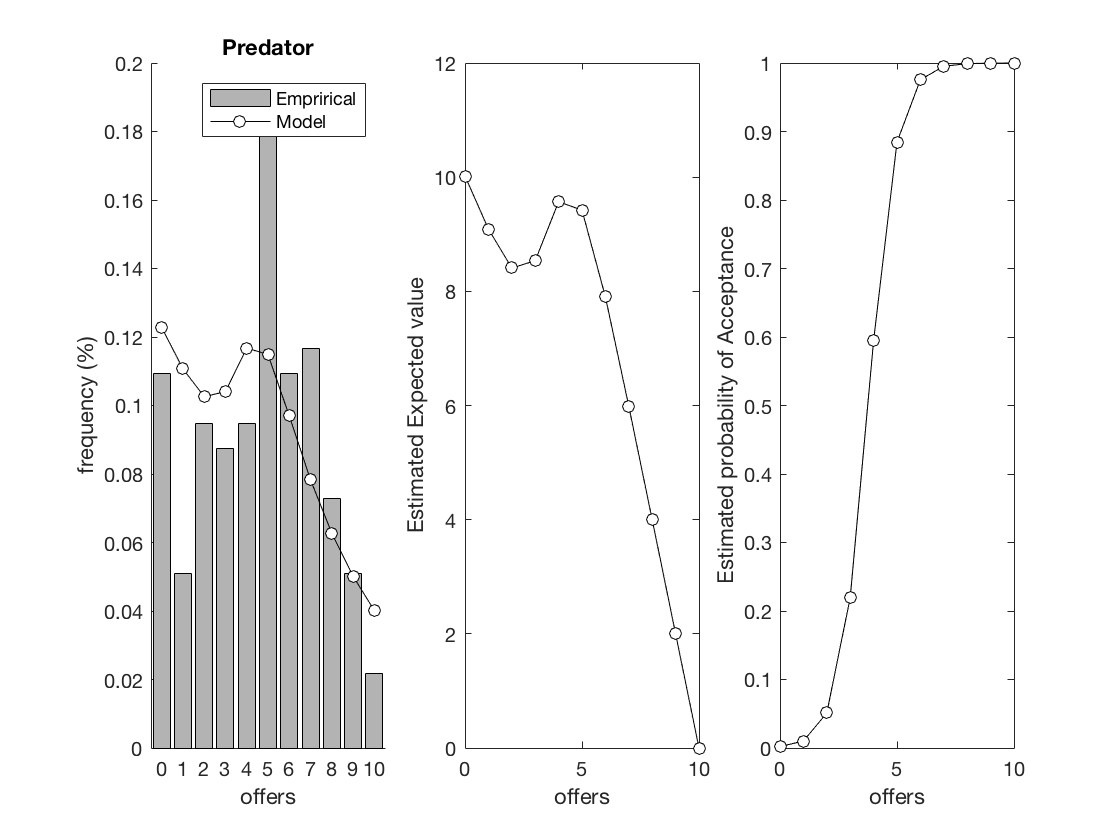 Predator
Emprirical
Model
0.2
0.18
0.16
0.14
0.12
0.1
0.08
0.06
0.04
0.02
0
frequency (%)
0 1 2 3 4 5 6 7 8 9 10
offers
12
10
8
6
4
2
0
Estimated Expected value
0 5 10
offers
1
0.9
0.8
0.7
0.6
0.5
0.4
0.3
0.2
0.1
0
Estimated probability of Acceptance
0 5 10
offers